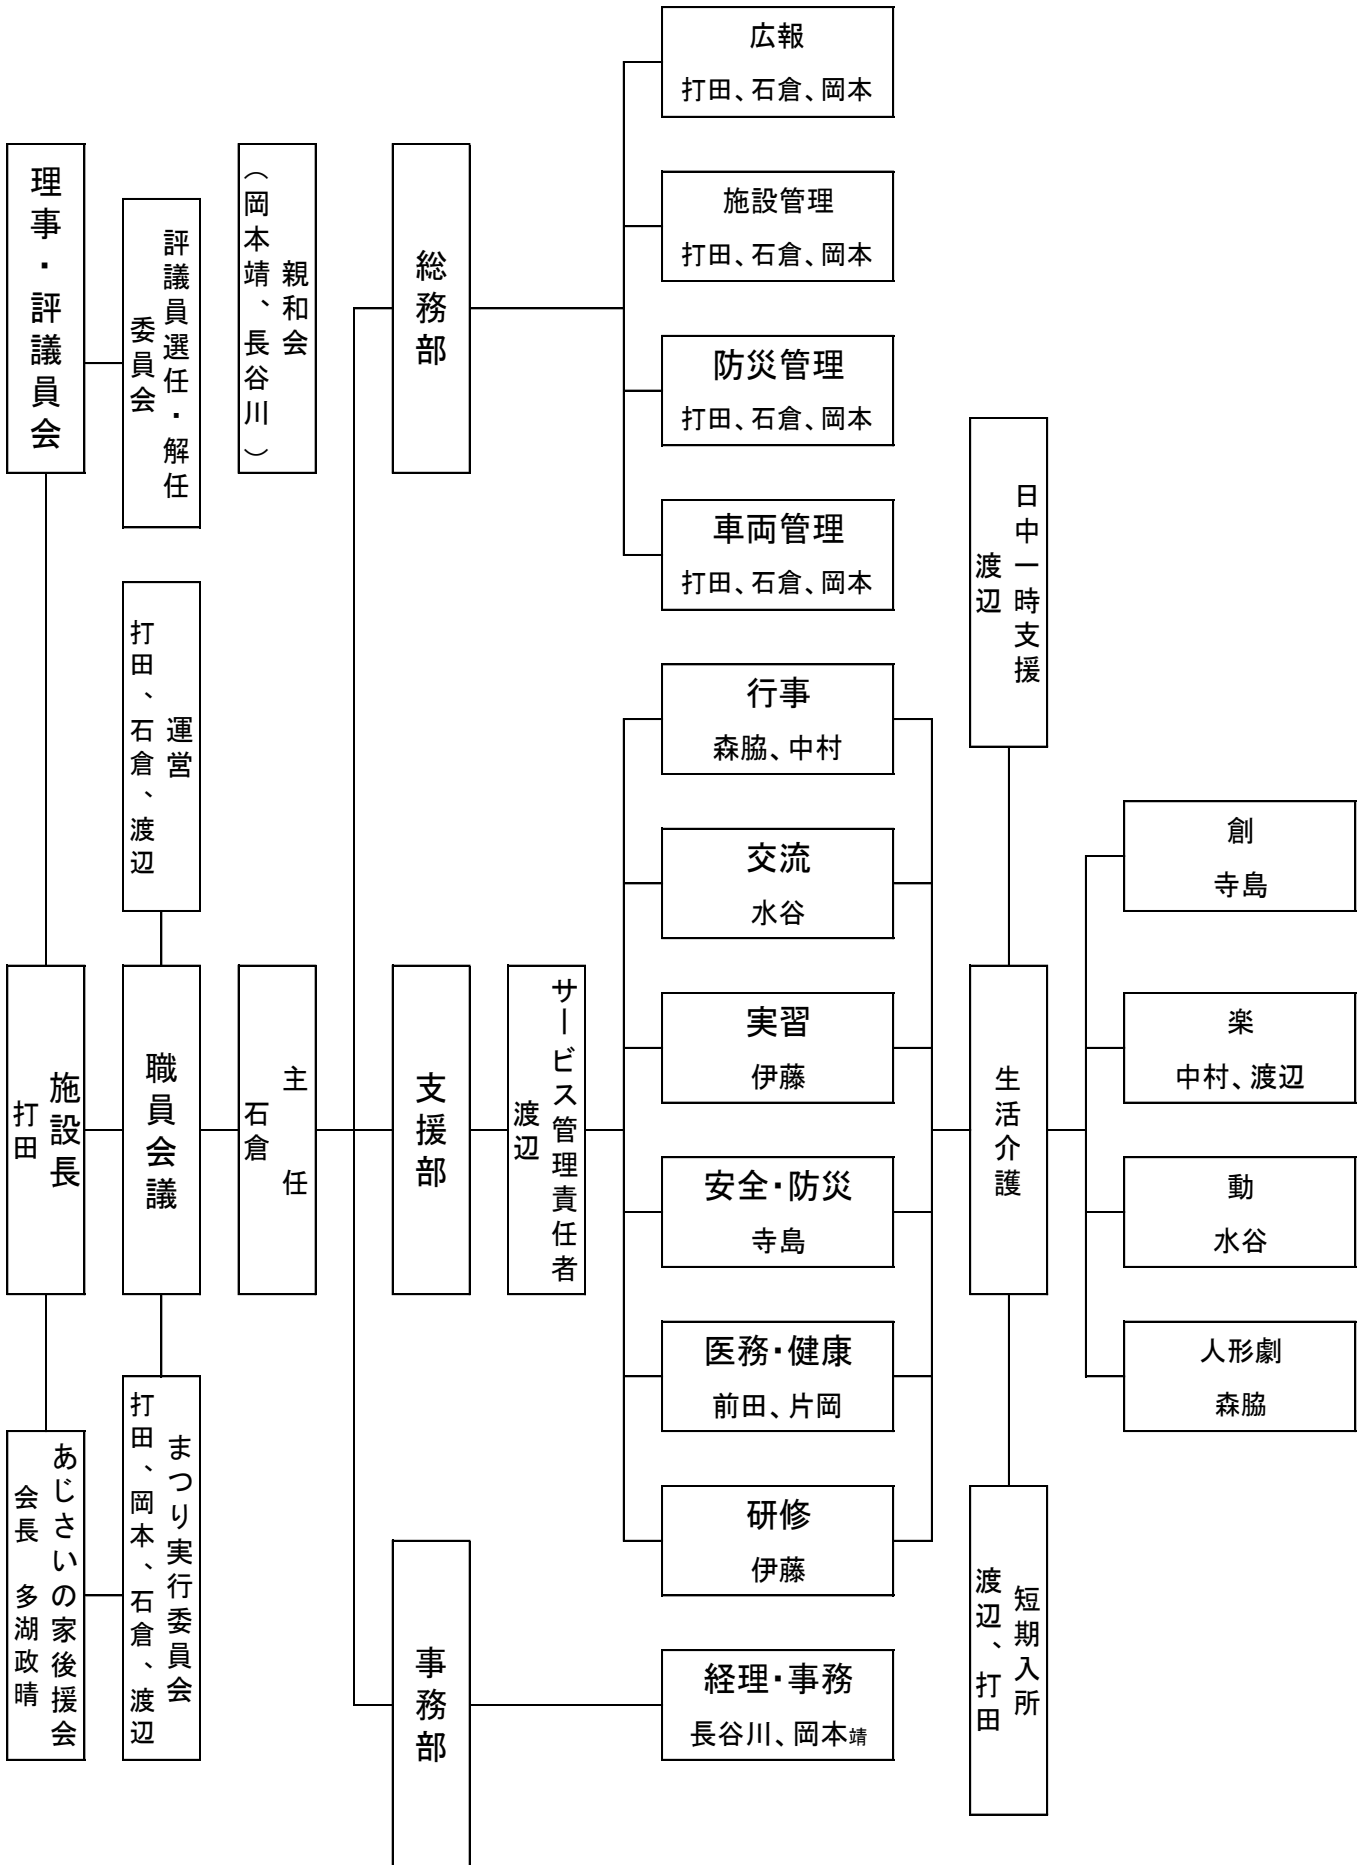 理事・評議員会
評議員選任・解任
委員会
親和会
（岡本靖、長谷川）
運営
打田、石倉、渡辺
施設長
打田
職員会議
主任
石倉
あじさいの家後援会
会長　多湖政晴
まつり実行委員会
打田、岡本、石倉、渡辺
総務部
支援部
事務部
サービス管理責任者
渡辺
広報
打田、石倉、岡本
施設管理
打田、石倉、岡本
防災管理
打田、石倉、岡本
車両管理
打田、石倉、岡本
行事
森脇、中村
交流
水谷
実習
伊藤
安全・防災
寺島
医務・健康
前田、片岡
研修
伊藤
経理・事務
長谷川、岡本靖
日中一時支援
渡辺
生活介護
短期入所
渡辺、打田
創
寺島
楽
中村、渡辺
動
水谷
人形劇
森脇